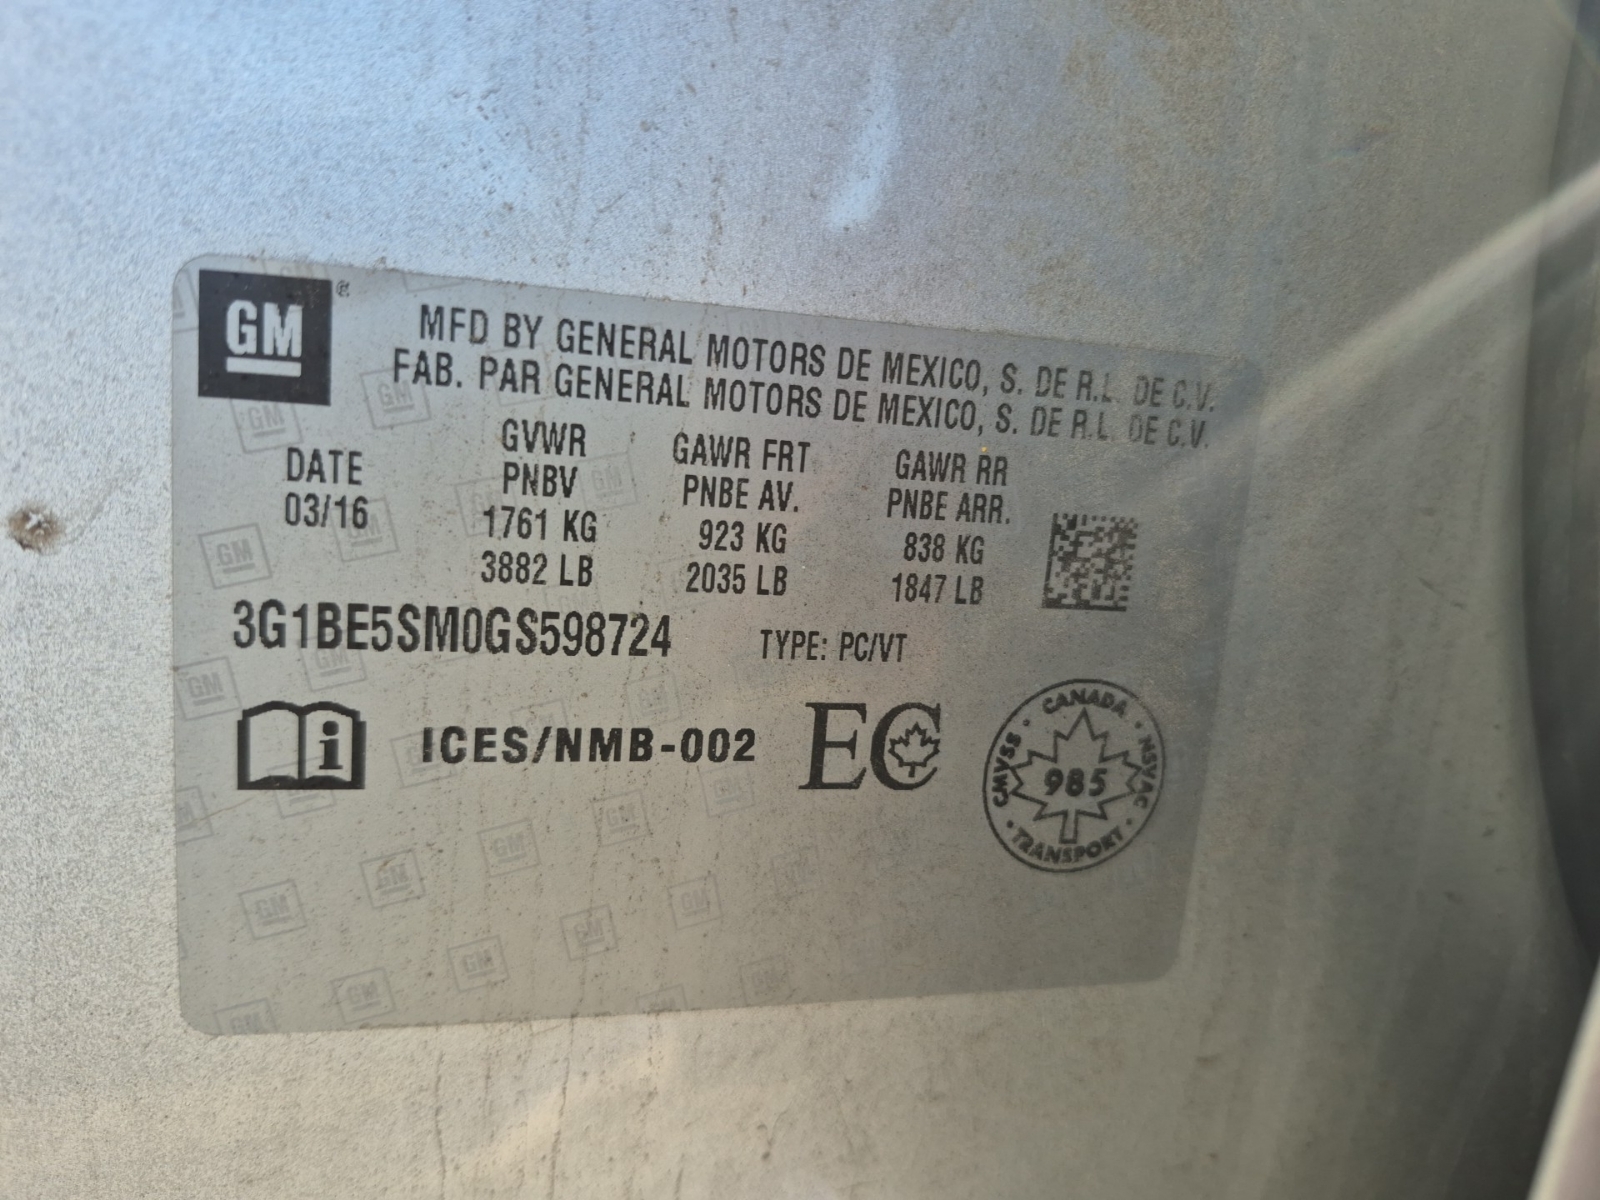 GM
MFD BY GENERAL MOTORS DE MEXICO, S. DE R.L. DE C.V.
FAB. PAR GENERAL MOTORS DE MEXICO, S. DE R.L. DE C.V.
DATE
03/16
GVWR
PNBV
1761 KG
3882 LB
GAWR FRT
PNBE AV.
923 KG
2035 LB
GAWR RR
PNBE ARR.
838 KG
1847 LB
3G1BE5SM0GS598724 TYPE: PC/VT
i ICES/NMB-002 EC
CANADA · NSVAC · TRANSPORT · CMVSS ·
985